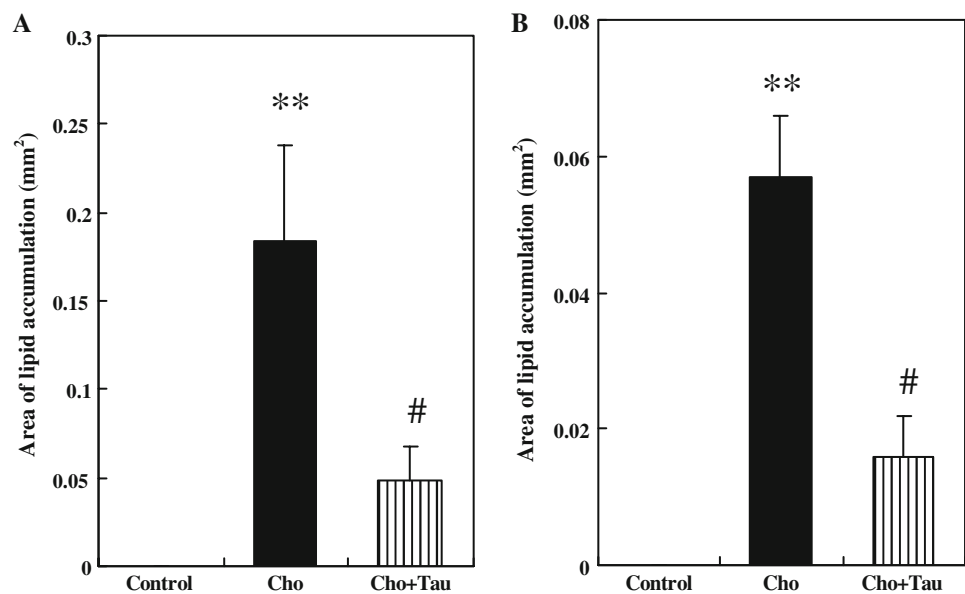 A
Area of lipid accumulation (mm²)
0.3
0.25
0.2
0.15
0.1
0.05
0
**
#
Control Cho Cho+Tau
B
Area of lipid accumulation (mm²)
0.08
0.06
0.04
0.02
0.00
**
#
Control Cho Cho+Tau